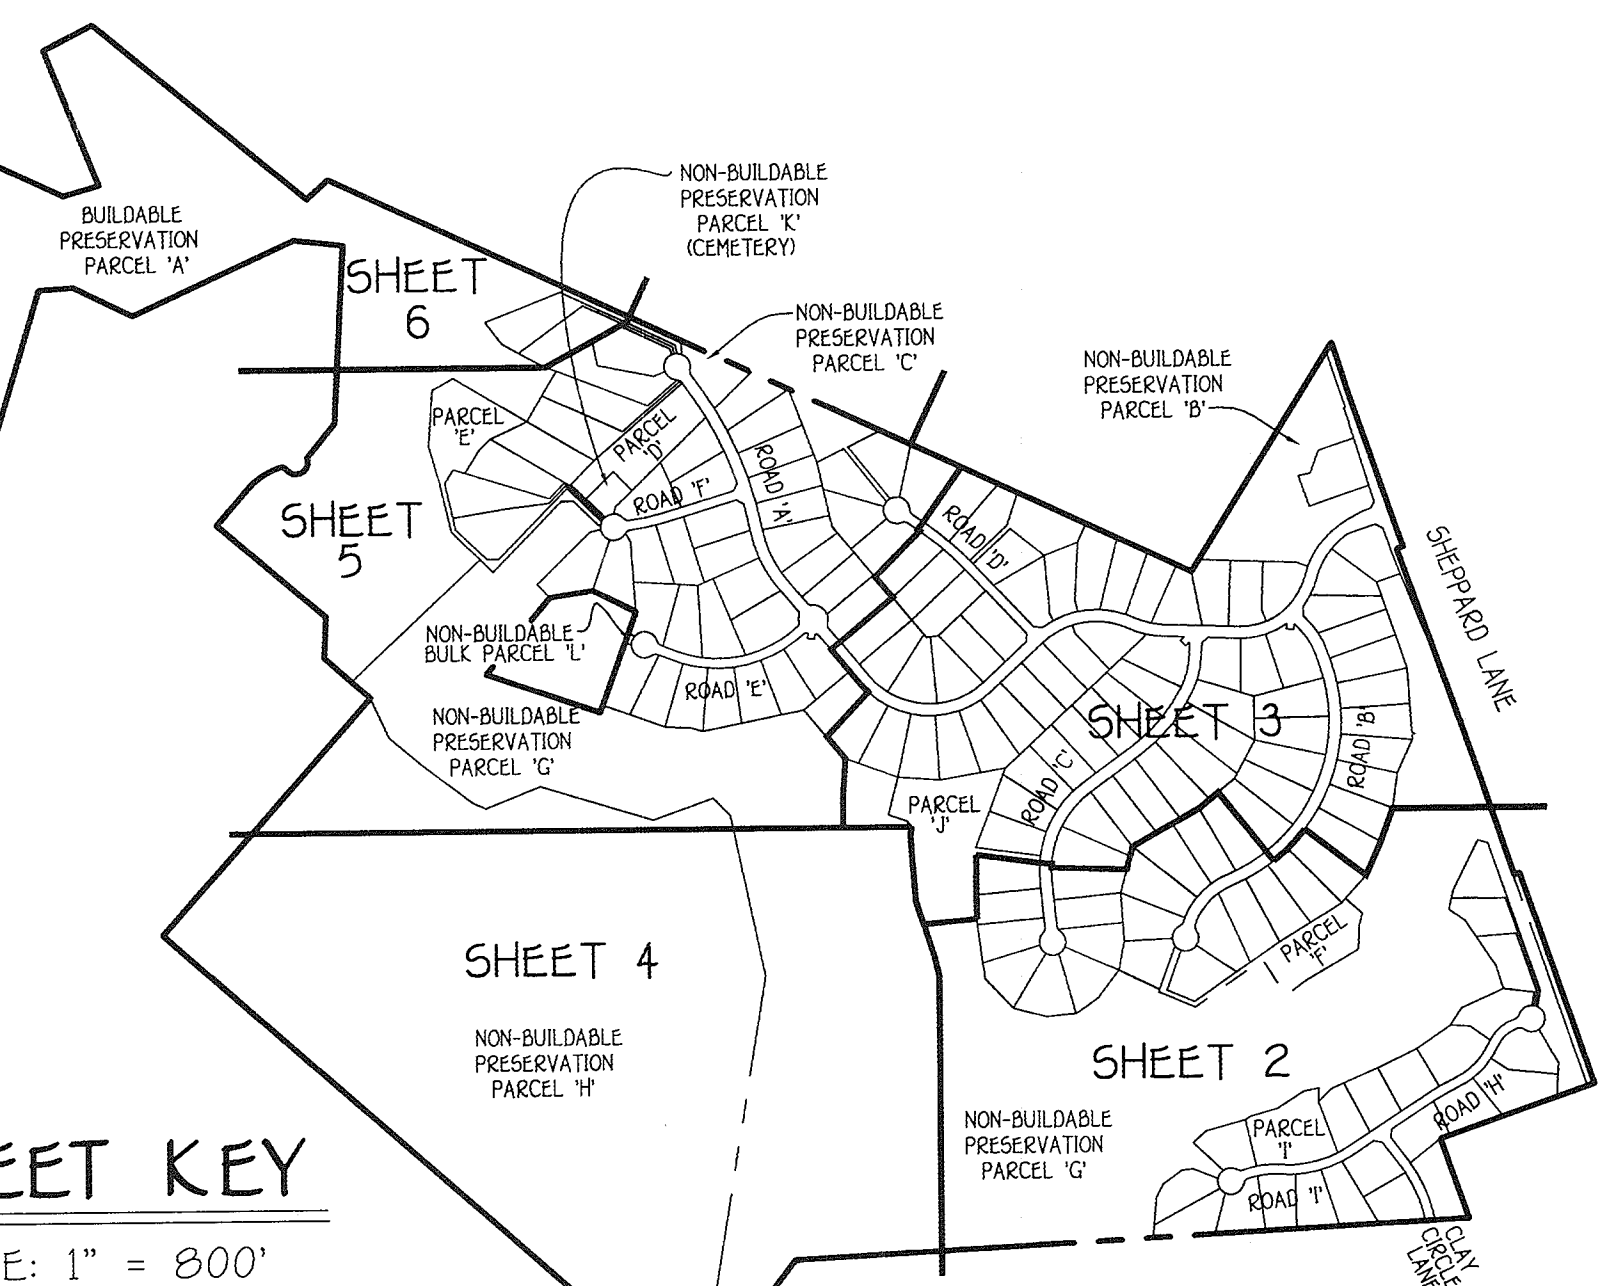 NON-BUILDABLE
PRESERVATION
PARCEL 'K'
(CEMETERY)
BUILDABLE
PRESERVATION
PARCEL 'A'
SHEET
6
NON-BUILDABLE
PRESERVATION
PARCEL 'C'
NON-BUILDABLE
PRESERVATION
PARCEL 'B'
PARCEL
'E'
PARCEL
'D'
ROAD 'F'
ROAD 'A'
ROAD 'D'
SHEET
5
SHEPPARD LANE
NON-BUILDABLE
BULK PARCEL 'L'
ROAD 'E'
NON-BUILDABLE
PRESERVATION
PARCEL 'G'
SHEET 3
ROAD 'C'
ROAD 'B'
PARCEL
'J'
PARCEL
'F'
SHEET 4
NON-BUILDABLE
PRESERVATION
PARCEL 'H'
SHEET 2
NON-BUILDABLE
PRESERVATION
PARCEL 'G'
PARCEL
'I'
ROAD 'H'
ROAD 'I'
CLAY
CIRCLE
LANE
EET KEY
E: 1" = 800'